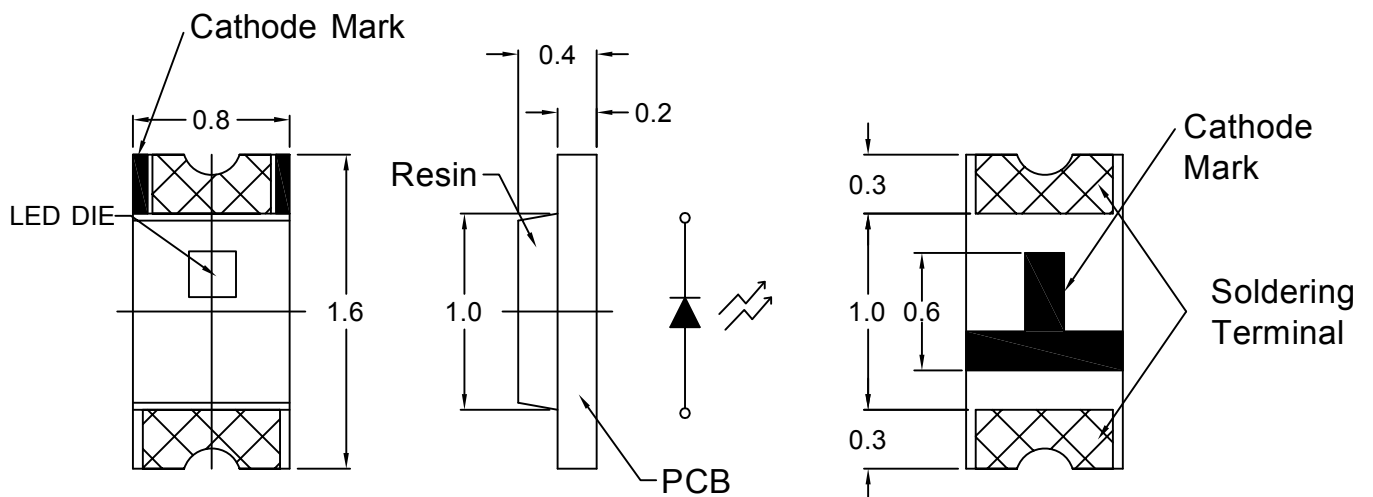 Cathode Mark
0.8
LED DIE
1.6
0.4
0.2
Resin
1.0
PCB
Cathode
Mark
0.3
1.0
0.6
Soldering
Terminal
0.3